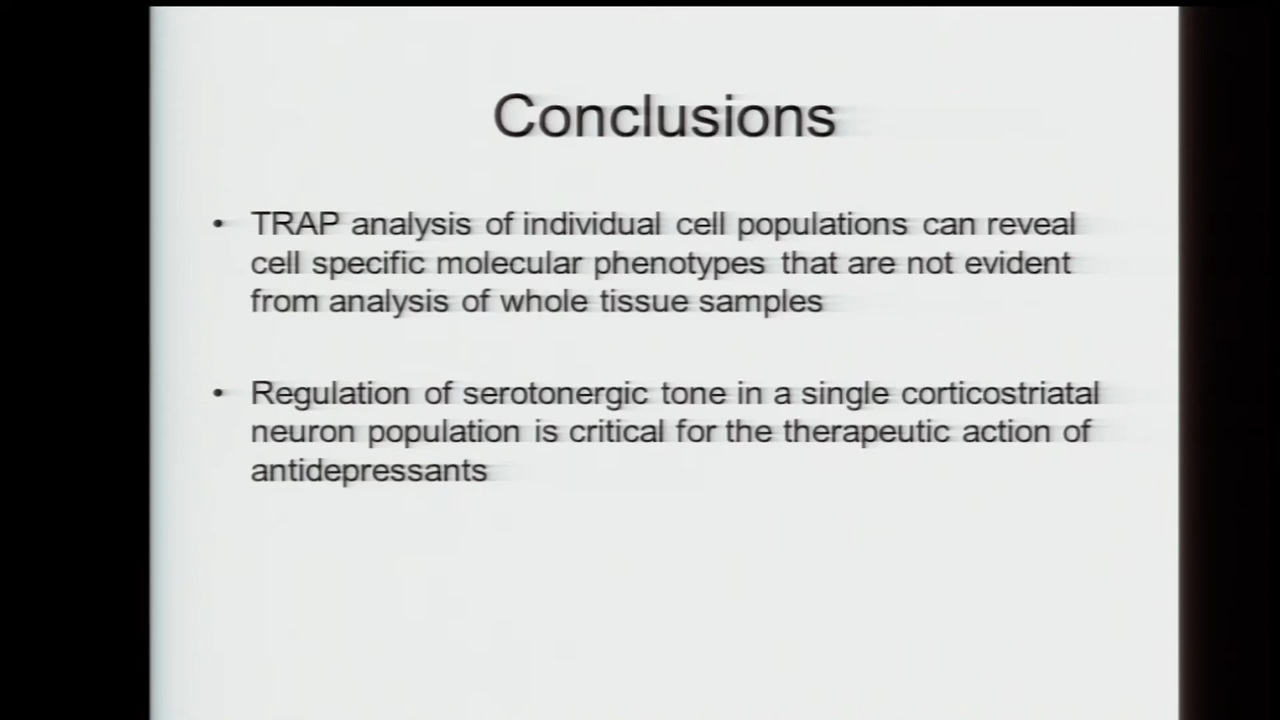 Conclusions
• TRAP analysis of individual cell populations can reveal
cell specific molecular phenotypes that are not evident
from analysis of whole tissue samples
• Regulation of serotonergic tone in a single corticostriatal
neuron population is critical for the therapeutic action of
antidepressants